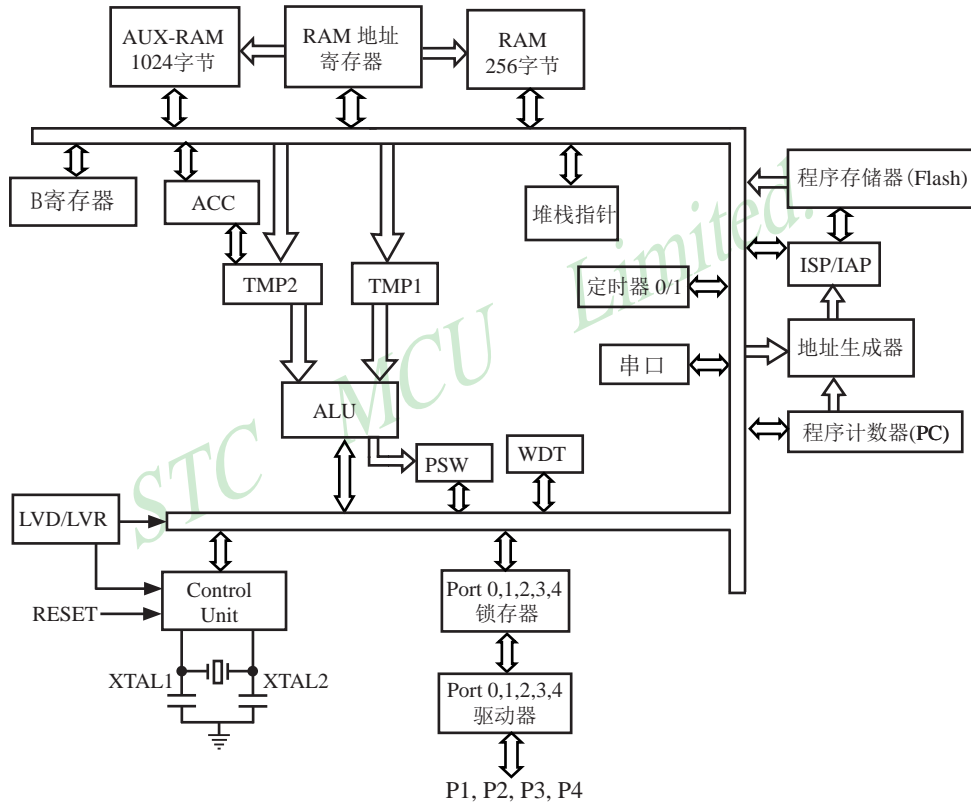 AUX-RAM
1024字节
RAM 地址
寄存器
RAM
256字节
B寄存器
ACC
堆栈指针
程序存储器(Flash)
ISP/IAP
TMP2
TMP1
定时器 0/1
地址生成器
串口
ALU
程序计数器(PC)
PSW
WDT
STC MCU Limited.
LVD/LVR
Control
Unit
RESET
XTAL1
XTAL2
Port 0,1,2,3,4
锁存器
Port 0,1,2,3,4
驱动器
P1, P2, P3, P4